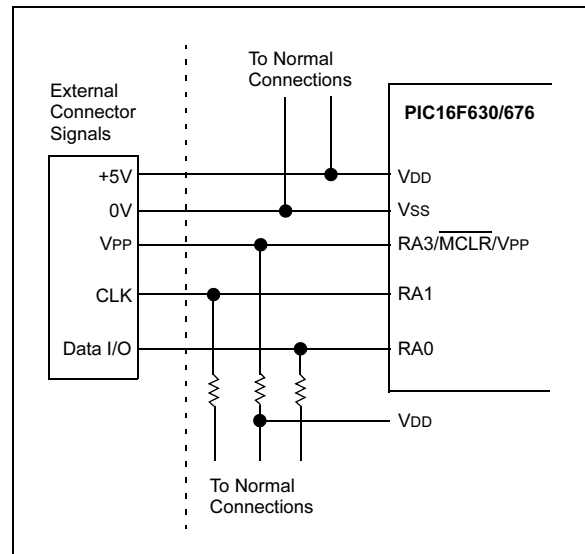 To Normal
Connections
External
Connector
Signals
PIC16F630/676
+5V
VDD
0V
VSS
VPP
RA3/MCLR/VPP
CLK
RA1
Data I/O
RA0
VDD
To Normal
Connections